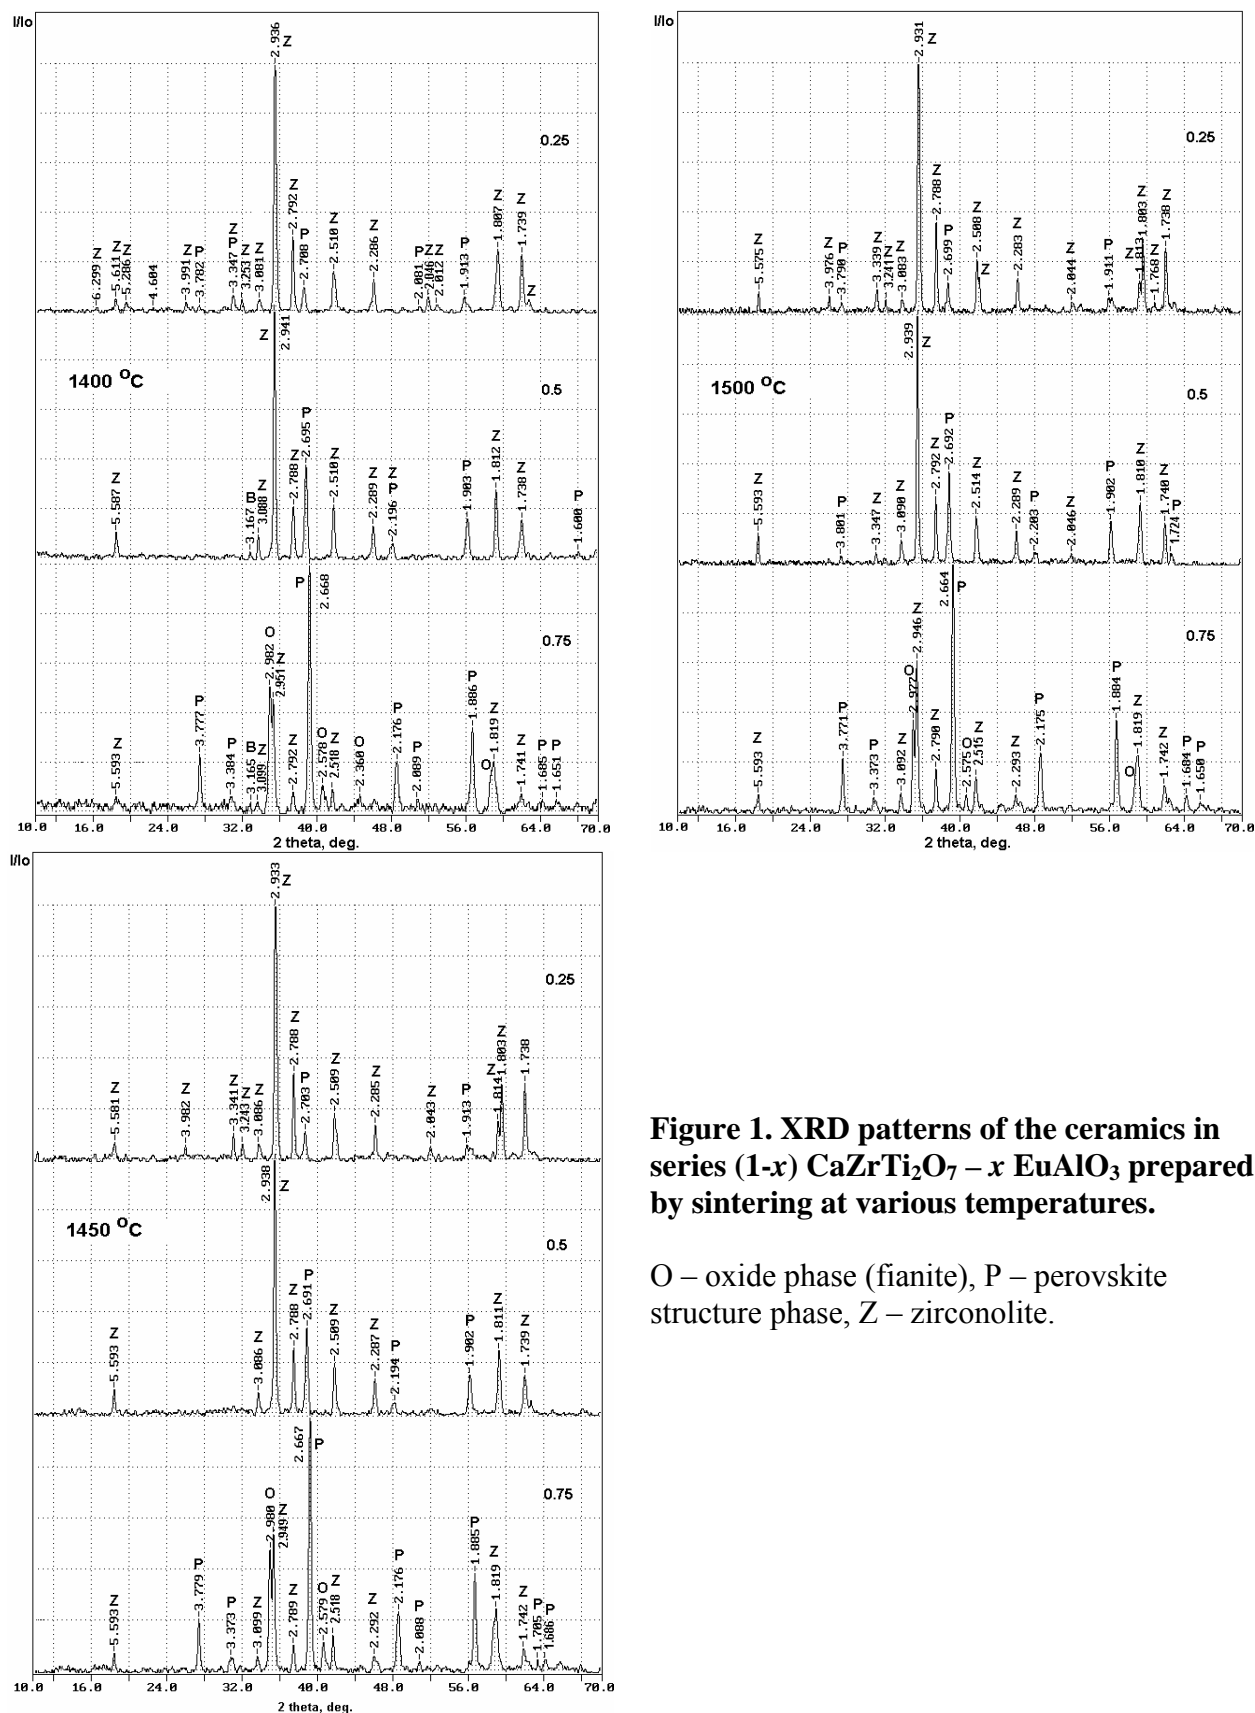 I/Io
2.936
Z
0.25
6.299 Z
5.611 Z
5.286 Z
4.604
3.991 Z
3.782 P
3.347 P Z
3.253 Z
3.081 Z
2.792 Z
2.708 P
2.510 Z
2.286 Z
2.081 P
2.046 Z
2.012 Z
1.913 P
1.807 Z
1.739 Z
Z
1400 °C
Z
2.941
0.5
5.587 Z
3.167 B
3.088 Z
2.788 Z
2.695 P
2.510 Z
2.289 Z
2.196 P Z
1.903 P
1.812 Z
1.738 Z
1.600 P
P
2.668
0.75
5.593 Z
3.777 P
3.384 P
3.165 B
3.099 Z
2.982 O
2.951 Z
2.792 Z
2.578 O
2.518 Z
2.360 O
2.176 P
2.089 P
1.886 P
O
1.819 Z
1.741 Z
1.685 P
1.651 P
10.0 16.0 24.0 32.0 40.0 48.0 56.0 64.0 70.0
2 theta, deg.
I/Io
2.931
Z
0.25
5.575 Z
3.976 Z
3.790 P
3.339 Z
3.241 Z
3.083 Z
2.788 Z
2.699 P
2.508 Z
Z
2.283 Z
2.044 Z
1.911 P
1.813 Z
1.803 Z
1.768 Z
1.738 Z
1500 °C
2.939
Z
0.5
5.593 Z
3.801 P
3.347 Z
3.090 Z
2.792 Z
2.692 P
2.514 Z
2.289 Z
2.203 P
2.046 Z
1.902 P
1.810 Z
1.740 Z
1.724 P
2.664
P
0.75
5.593 Z
3.771 P
3.373 P
3.092 Z
2.977 O
2.946 Z
2.790 Z
2.575 O
2.515 Z
2.293 Z
2.175 P
1.884 P
O
1.819 Z
1.742 Z
1.684 P
1.650 P
10.0 16.0 24.0 32.0 40.0 48.0 56.0 64.0 70.0
2 theta, deg.
I/Io
2.933
Z
0.25
5.581 Z
3.982 Z
3.341 Z
3.243 Z
3.086 Z
2.788 Z
2.703 P
2.509 Z
2.285 Z
2.043 Z
1.913 P
1.814 Z
1.803 Z
1.738
1450 °C
2.938
Z
0.5
5.593 Z
3.086 Z
2.788 Z
2.691 P
2.509 Z
2.287 Z
2.194 P
1.902 P
1.811 Z
1.739 Z
2.667
P
0.75
5.593 Z
3.779 P
3.373 P
3.099 Z
2.980 O
2.949 Z
2.789 Z
2.579 O
2.518 Z
2.292 Z
2.176 P
2.088 P
1.885 P
1.819 Z
1.742 Z
1.705 P
1.686 P
10.0 16.0 24.0 32.0 40.0 48.0 56.0 64.0 70.0
2 theta, deg.
Figure 1. XRD patterns of the ceramics in
series (1-x) CaZrTi₂O₇ – x EuAlO₃ prepared
by sintering at various temperatures.
O – oxide phase (fianite), P – perovskite
structure phase, Z – zirconolite.